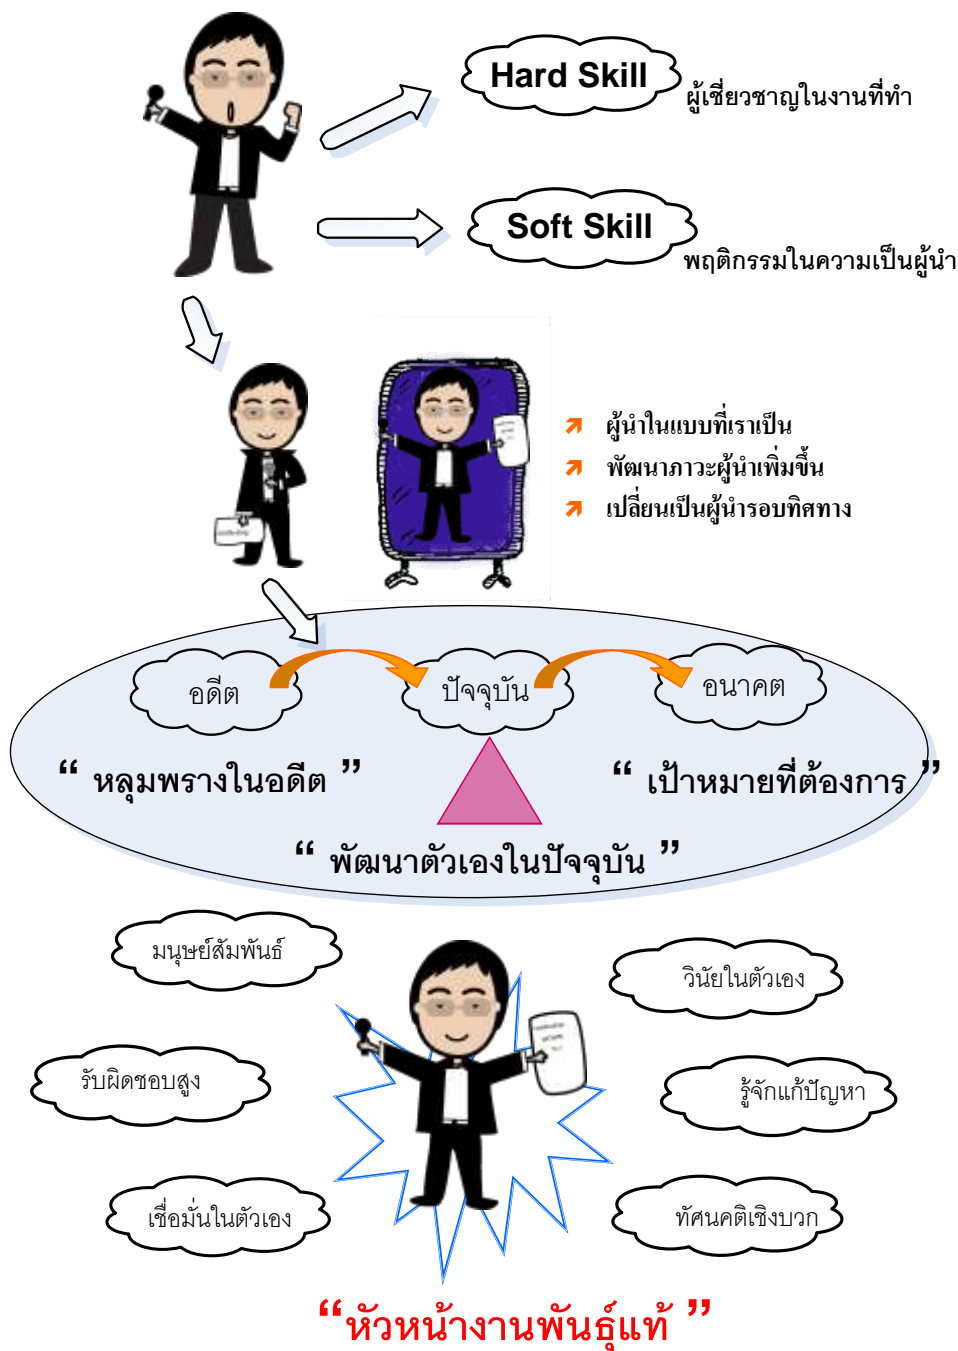 Hard Skill
ผู้เชี่ยวชาญในงานที่ทำ
Soft Skill
พฤติกรรมในความเป็นผู้นำ
ผู้นำในแบบที่เราเป็น
พัฒนาภาวะผู้นำเพิ่มขึ้น
เปลี่ยนเป็นผู้นำรอบทิศทาง
อดีต
ปัจจุบัน
อนาคต
“ หลุมพรางในอดีต ”
“ เป้าหมายที่ต้องการ ”
“ พัฒนาตัวเองในปัจจุบัน ”
มนุษย์สัมพันธ์
วินัยในตัวเอง
รับผิดชอบสูง
รู้จักแก้ปัญหา
เชื่อมั่นในตัวเอง
ทัศนคติเชิงบวก
“หัวหน้างานพันธุ์แท้ ”